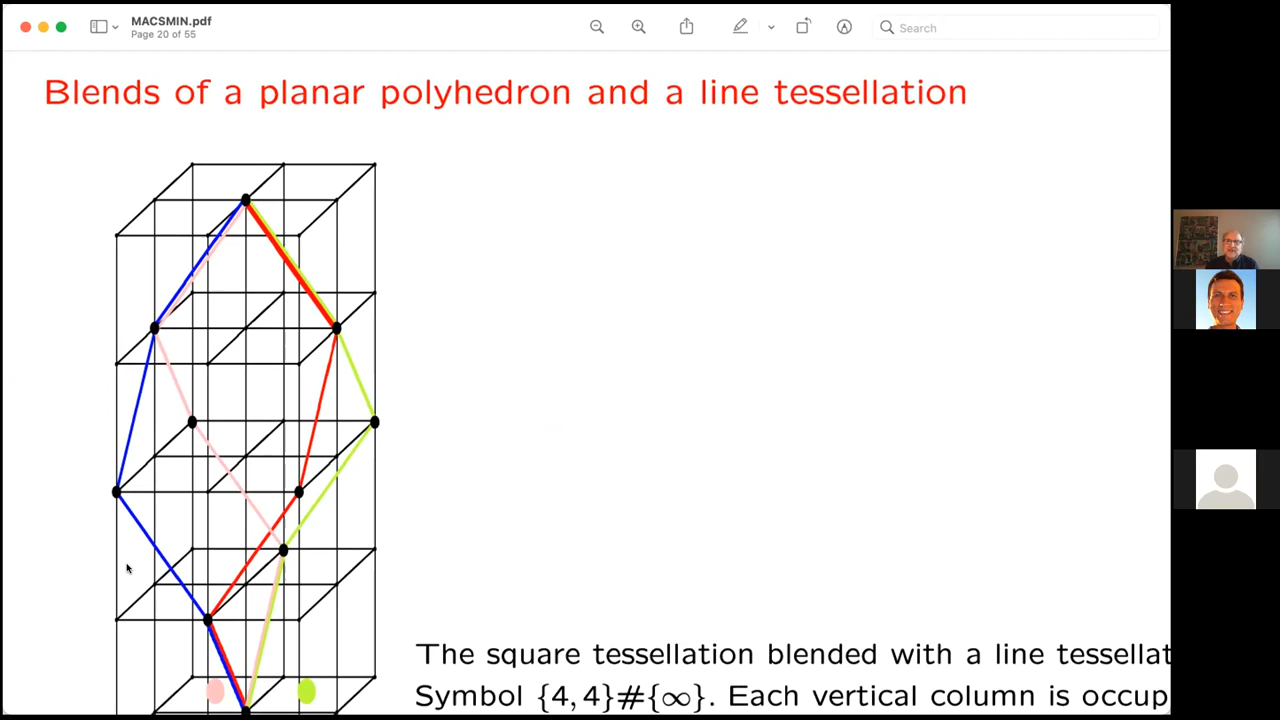 MACSMIN.pdf
Page 20 of 55
Search
Blends of a planar polyhedron and a line tessellation
The square tessellation blended with a line tessellat
Symbol {4,4}#{∞}. Each vertical column is occup